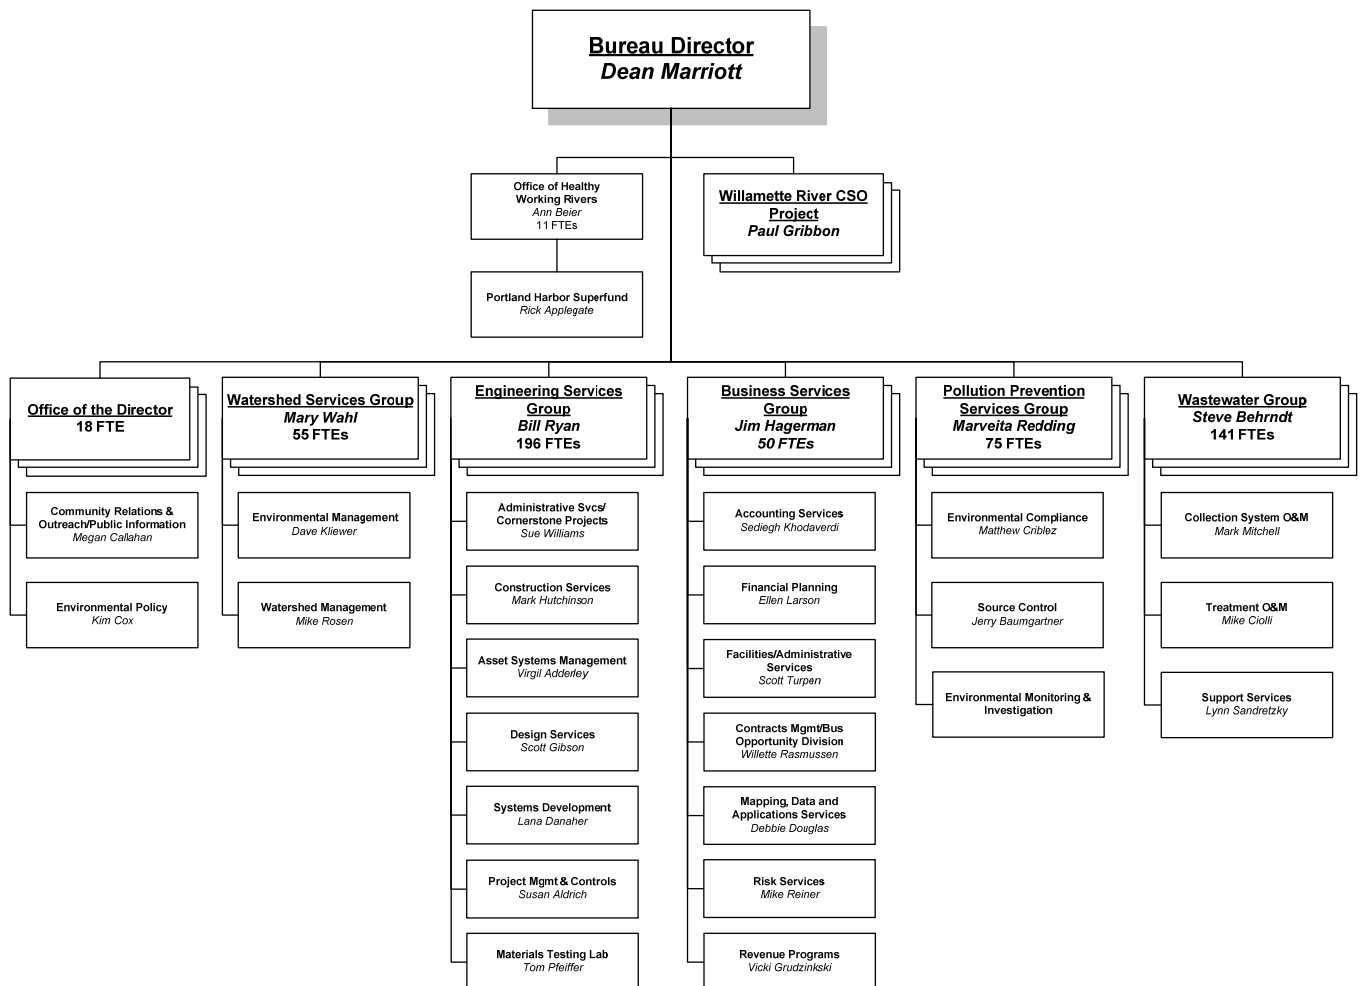 Bureau Director
Dean Marriott
Office of Healthy
Working Rivers
Ann Beier
11 FTEs
Willamette River CSO
Project
Paul Gribbon
Portland Harbor Superfund
Rick Applegate
Office of the Director
18 FTE
Community Relations &
Outreach/Public Information
Megan Callahan
Environmental Policy
Kim Cox
Watershed Services Group
Mary Wahl
55 FTEs
Environmental Management
Dave Kliewer
Watershed Management
Mike Rosen
Engineering Services
Group
Bill Ryan
196 FTEs
Administrative Svcs/
Cornerstone Projects
Sue Williams
Construction Services
Mark Hutchinson
Asset Systems Management
Virgil Adderley
Design Services
Scott Gibson
Systems Development
Lana Danaher
Project Mgmt & Controls
Susan Aldrich
Materials Testing Lab
Tom Pfeiffer
Business Services
Group
Jim Hagerman
50 FTEs
Accounting Services
Sediegh Khodaverdi
Financial Planning
Ellen Larson
Facilities/Administrative
Services
Scott Turpen
Contracts Mgmt/Bus
Opportunity Division
Willette Rasmussen
Mapping, Data and
Applications Services
Debbie Douglas
Risk Services
Mike Reiner
Revenue Programs
Vicki Grudzinkski
Pollution Prevention
Services Group
Marveita Redding
75 FTEs
Environmental Compliance
Matthew Criblez
Source Control
Jerry Baumgartner
Environmental Monitoring &
Investigation
Wastewater Group
Steve Behrndt
141 FTEs
Collection System O&M
Mark Mitchell
Treatment O&M
Mike Ciolli
Support Services
Lynn Sandretzky